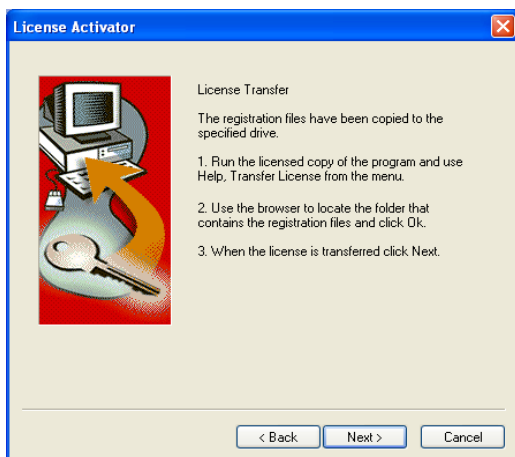 License Activator
License Transfer
The registration files have been copied to the
specified drive.
1. Run the licensed copy of the program and use
Help, Transfer License from the menu.
2. Use the browser to locate the folder that
contains the registration files and click Ok.
3. When the license is transferred click Next.
< Back
Next >
Cancel